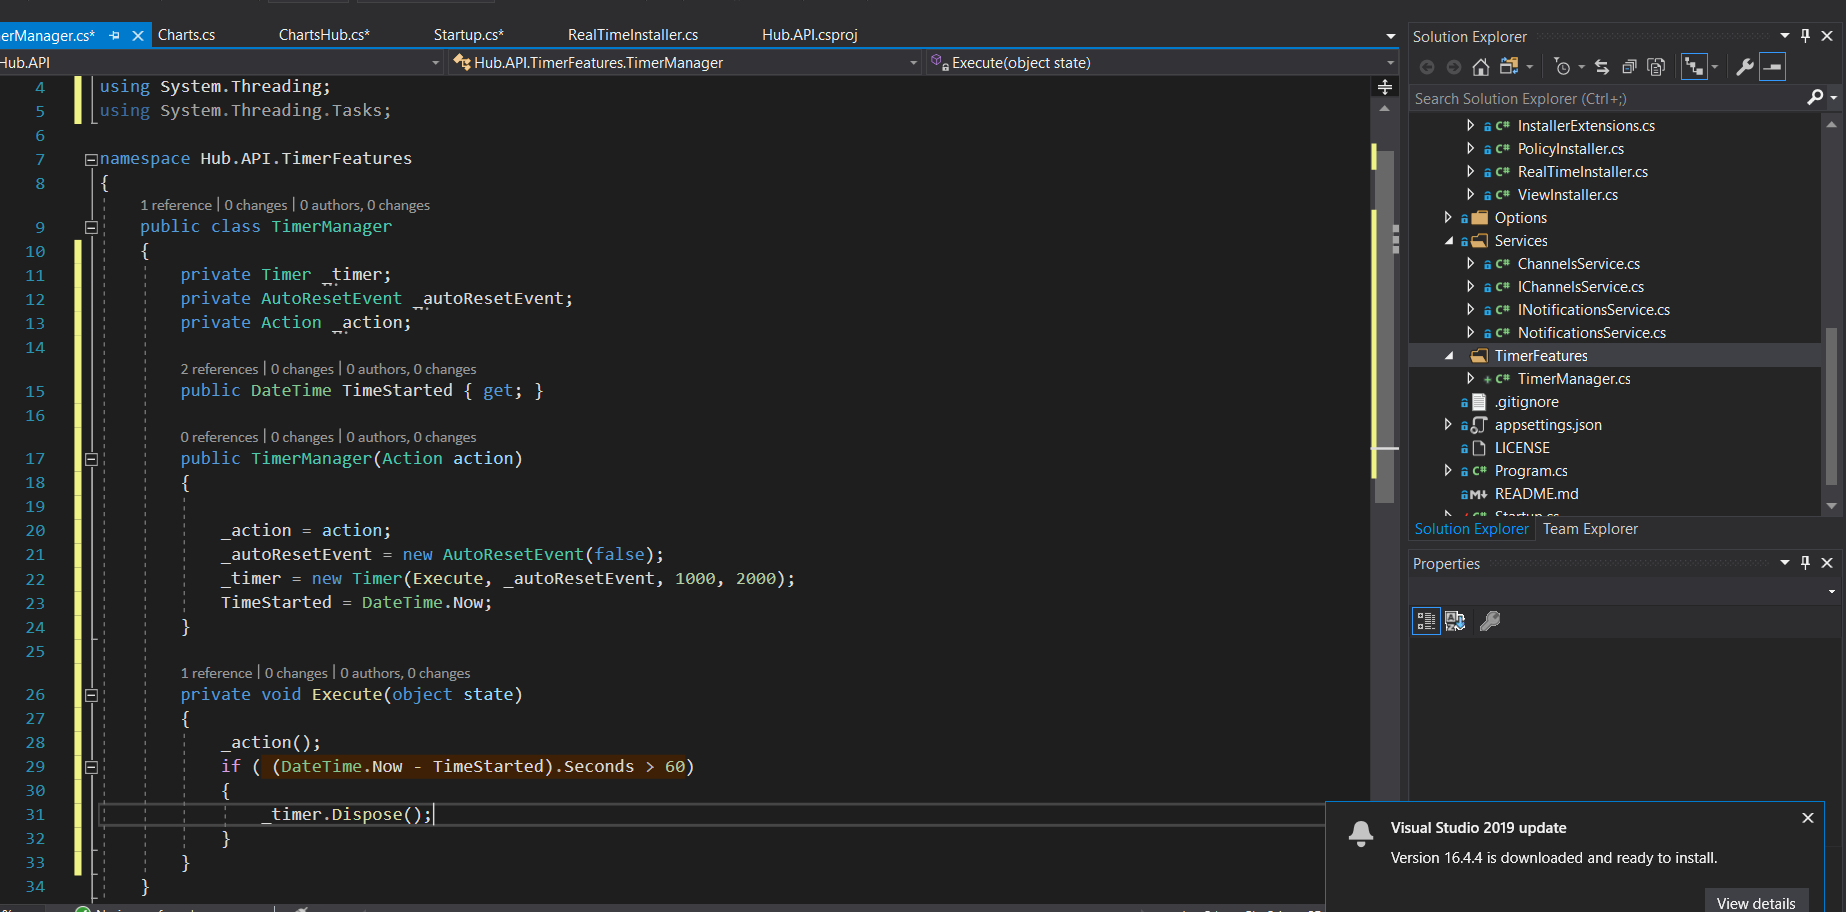 erManager.cs*
Charts.cs
ChartsHub.cs*
Startup.cs*
RealTimeInstaller.cs
Hub.API.csproj
Hub.API
Hub.API.TimerFeatures.TimerManager
Execute(object state)
4 using System.Threading;
5 using System.Threading.Tasks;
6
7 namespace Hub.API.TimerFeatures
8 {
1 reference | 0 changes | 0 authors, 0 changes
9 public class TimerManager
10 {
11 private Timer _timer;
12 private AutoResetEvent _autoResetEvent;
13 private Action _action;
14
2 references | 0 changes | 0 authors, 0 changes
15 public DateTime TimeStarted { get; }
16
0 references | 0 changes | 0 authors, 0 changes
17 public TimerManager(Action action)
18 {
19
20 _action = action;
21 _autoResetEvent = new AutoResetEvent(false);
22 _timer = new Timer(Execute, _autoResetEvent, 1000, 2000);
23 TimeStarted = DateTime.Now;
24 }
25
1 reference | 0 changes | 0 authors, 0 changes
26 private void Execute(object state)
27 {
28 _action();
29 if ( (DateTime.Now - TimeStarted).Seconds > 60)
30 {
31 _timer.Dispose();
32 }
33 }
34 }
Solution Explorer
Search Solution Explorer (Ctrl+;)
C# InstallerExtensions.cs
C# PolicyInstaller.cs
C# RealTimeInstaller.cs
C# ViewInstaller.cs
Options
Services
C# ChannelsService.cs
C# IChannelsService.cs
C# INotificationsService.cs
C# NotificationsService.cs
TimerFeatures
+ C# TimerManager.cs
.gitignore
appsettings.json
LICENSE
C# Program.cs
M↓ README.md
C# Startup.cs
Solution Explorer
Team Explorer
Properties
Visual Studio 2019 update
Version 16.4.4 is downloaded and ready to install.
View details